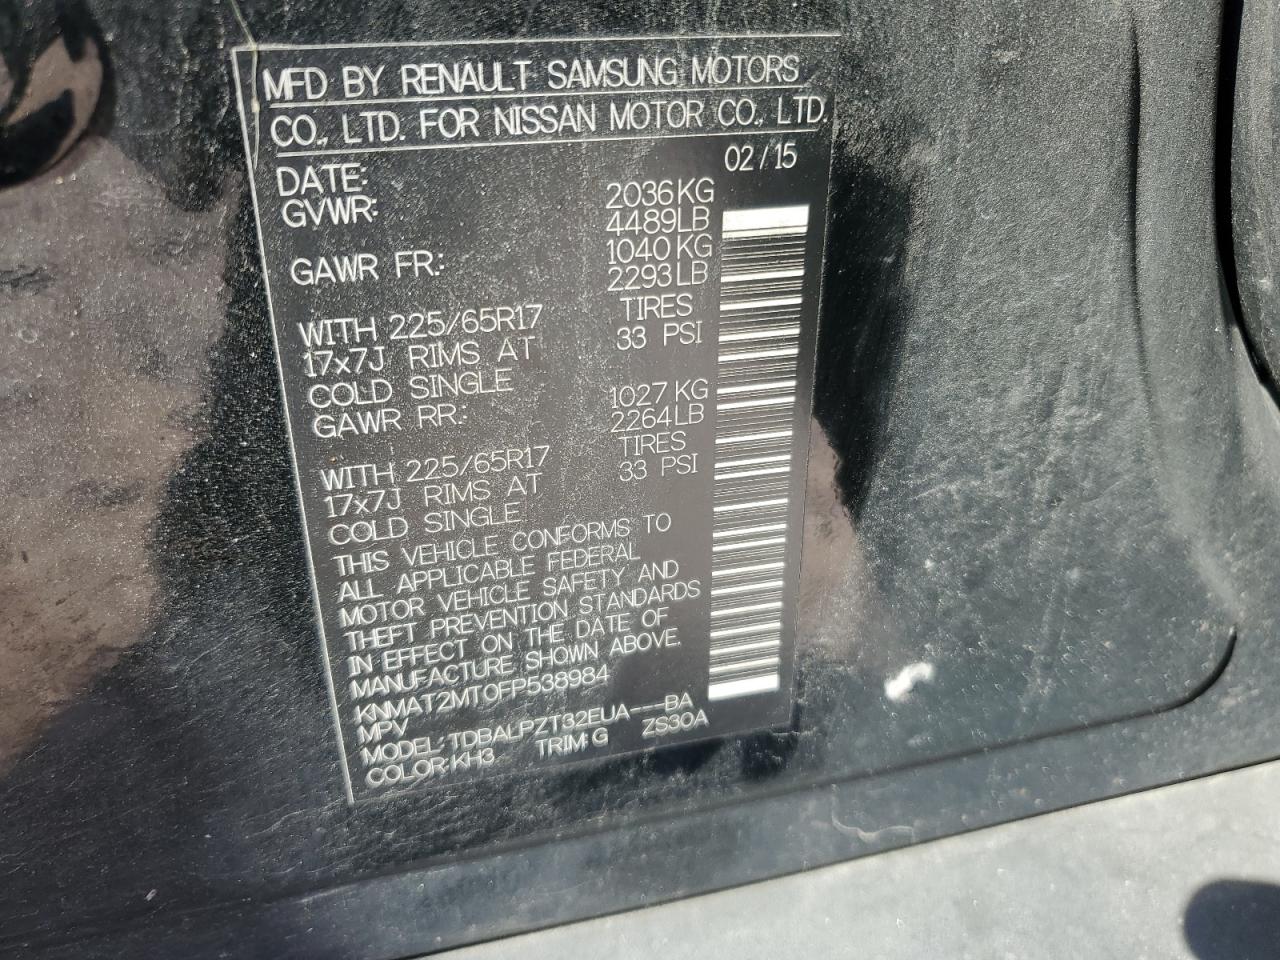 MFD BY RENAULT SAMSUNG MOTORS
CO., LTD. FOR NISSAN MOTOR CO., LTD.
DATE: 02/15
GVWR: 2036KG
4489LB
GAWR FR.: 1040KG
2293LB
WITH 225/65R17 TIRES
17x7J RIMS AT 33 PSI
COLD SINGLE
GAWR RR.: 1027KG
2264LB
WITH 225/65R17 TIRES
17x7J RIMS AT 33 PSI
COLD SINGLE
THIS VEHICLE CONFORMS TO
ALL APPLICABLE FEDERAL
MOTOR VEHICLE SAFETY AND
THEFT PREVENTION STANDARDS
IN EFFECT ON THE DATE OF
MANUFACTURE SHOWN ABOVE.
KNMAT2MT0FP538984
MPV
MODEL:TDBALPZT32EUA---BA
COLOR:KH3 TRIM:G ZS30A